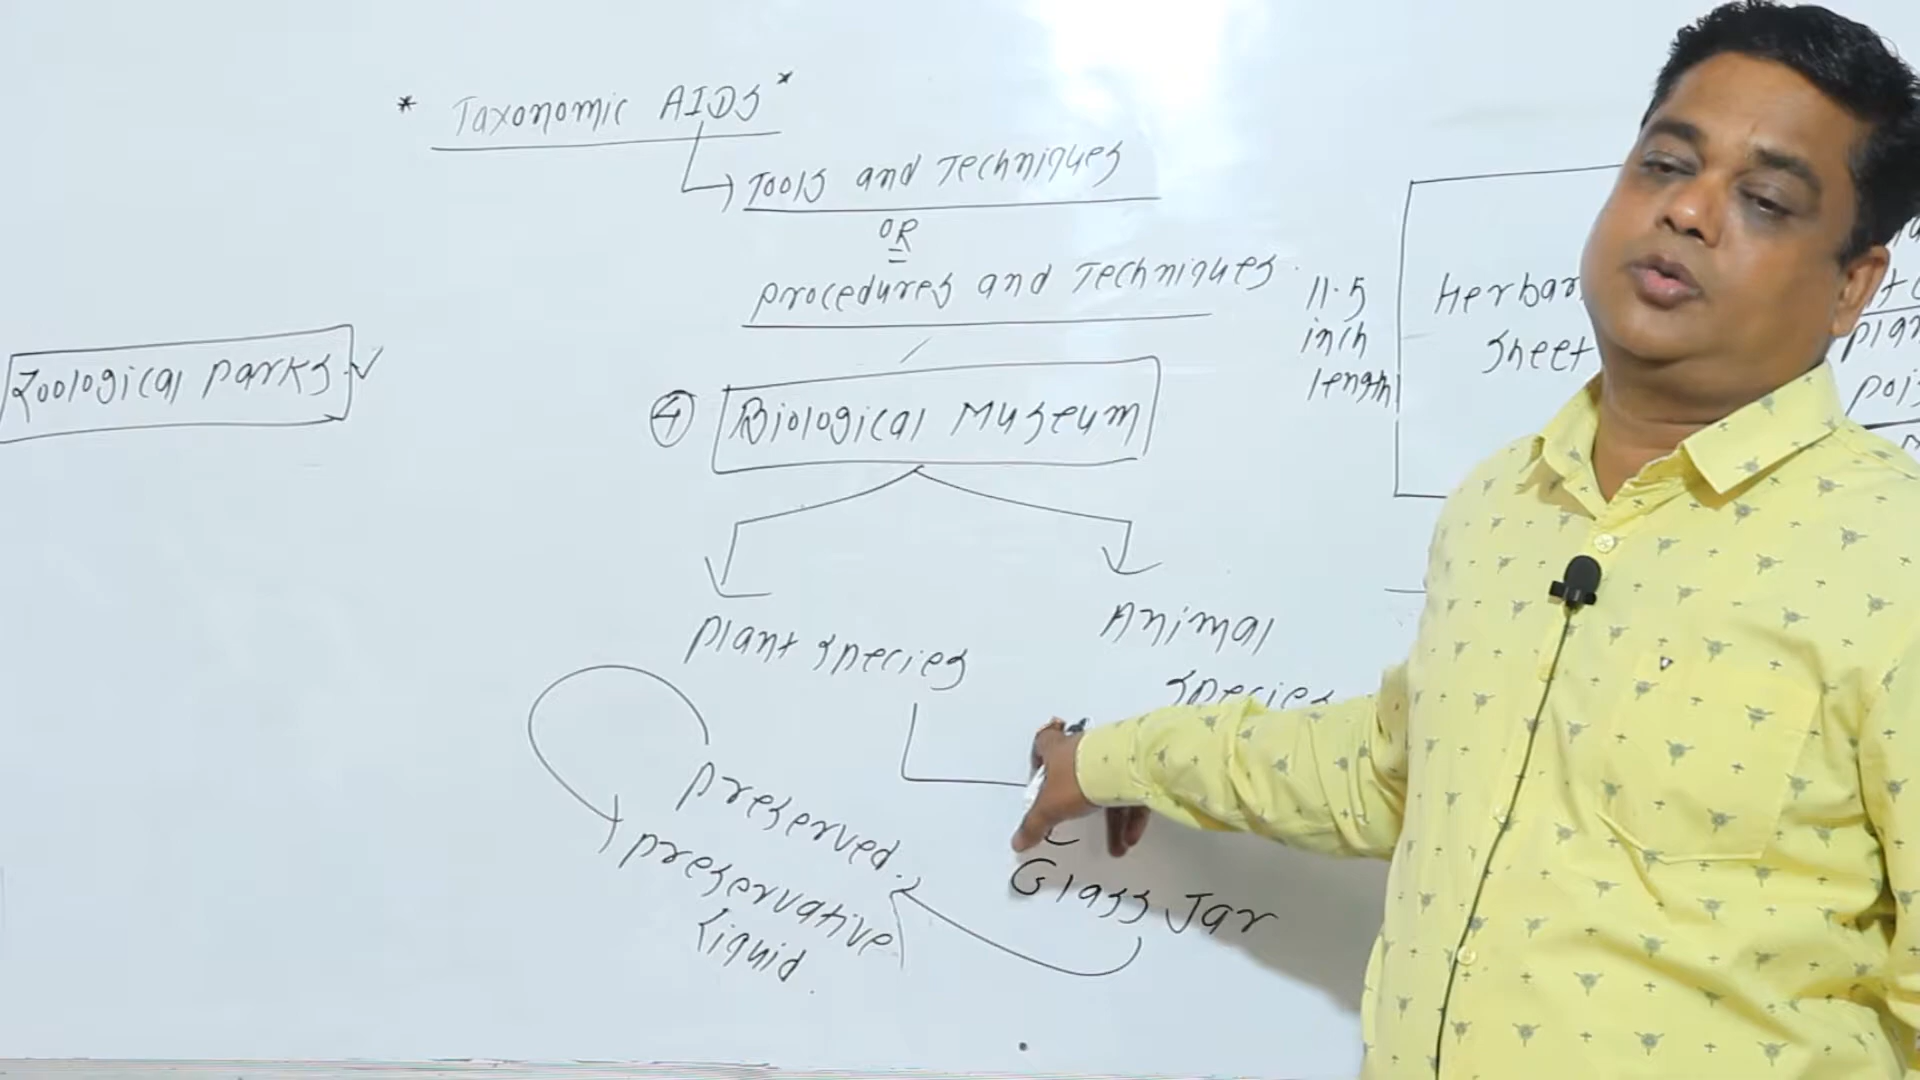 * Taxonomic AIDS *
Tools and Techniques
OR
procedures and Techniques.
Zoological parks
④ Biological Museum
plant species
Animal
species
preserved.
preservative
liquid.
Glass Jar
11.5
inch
length
sheet